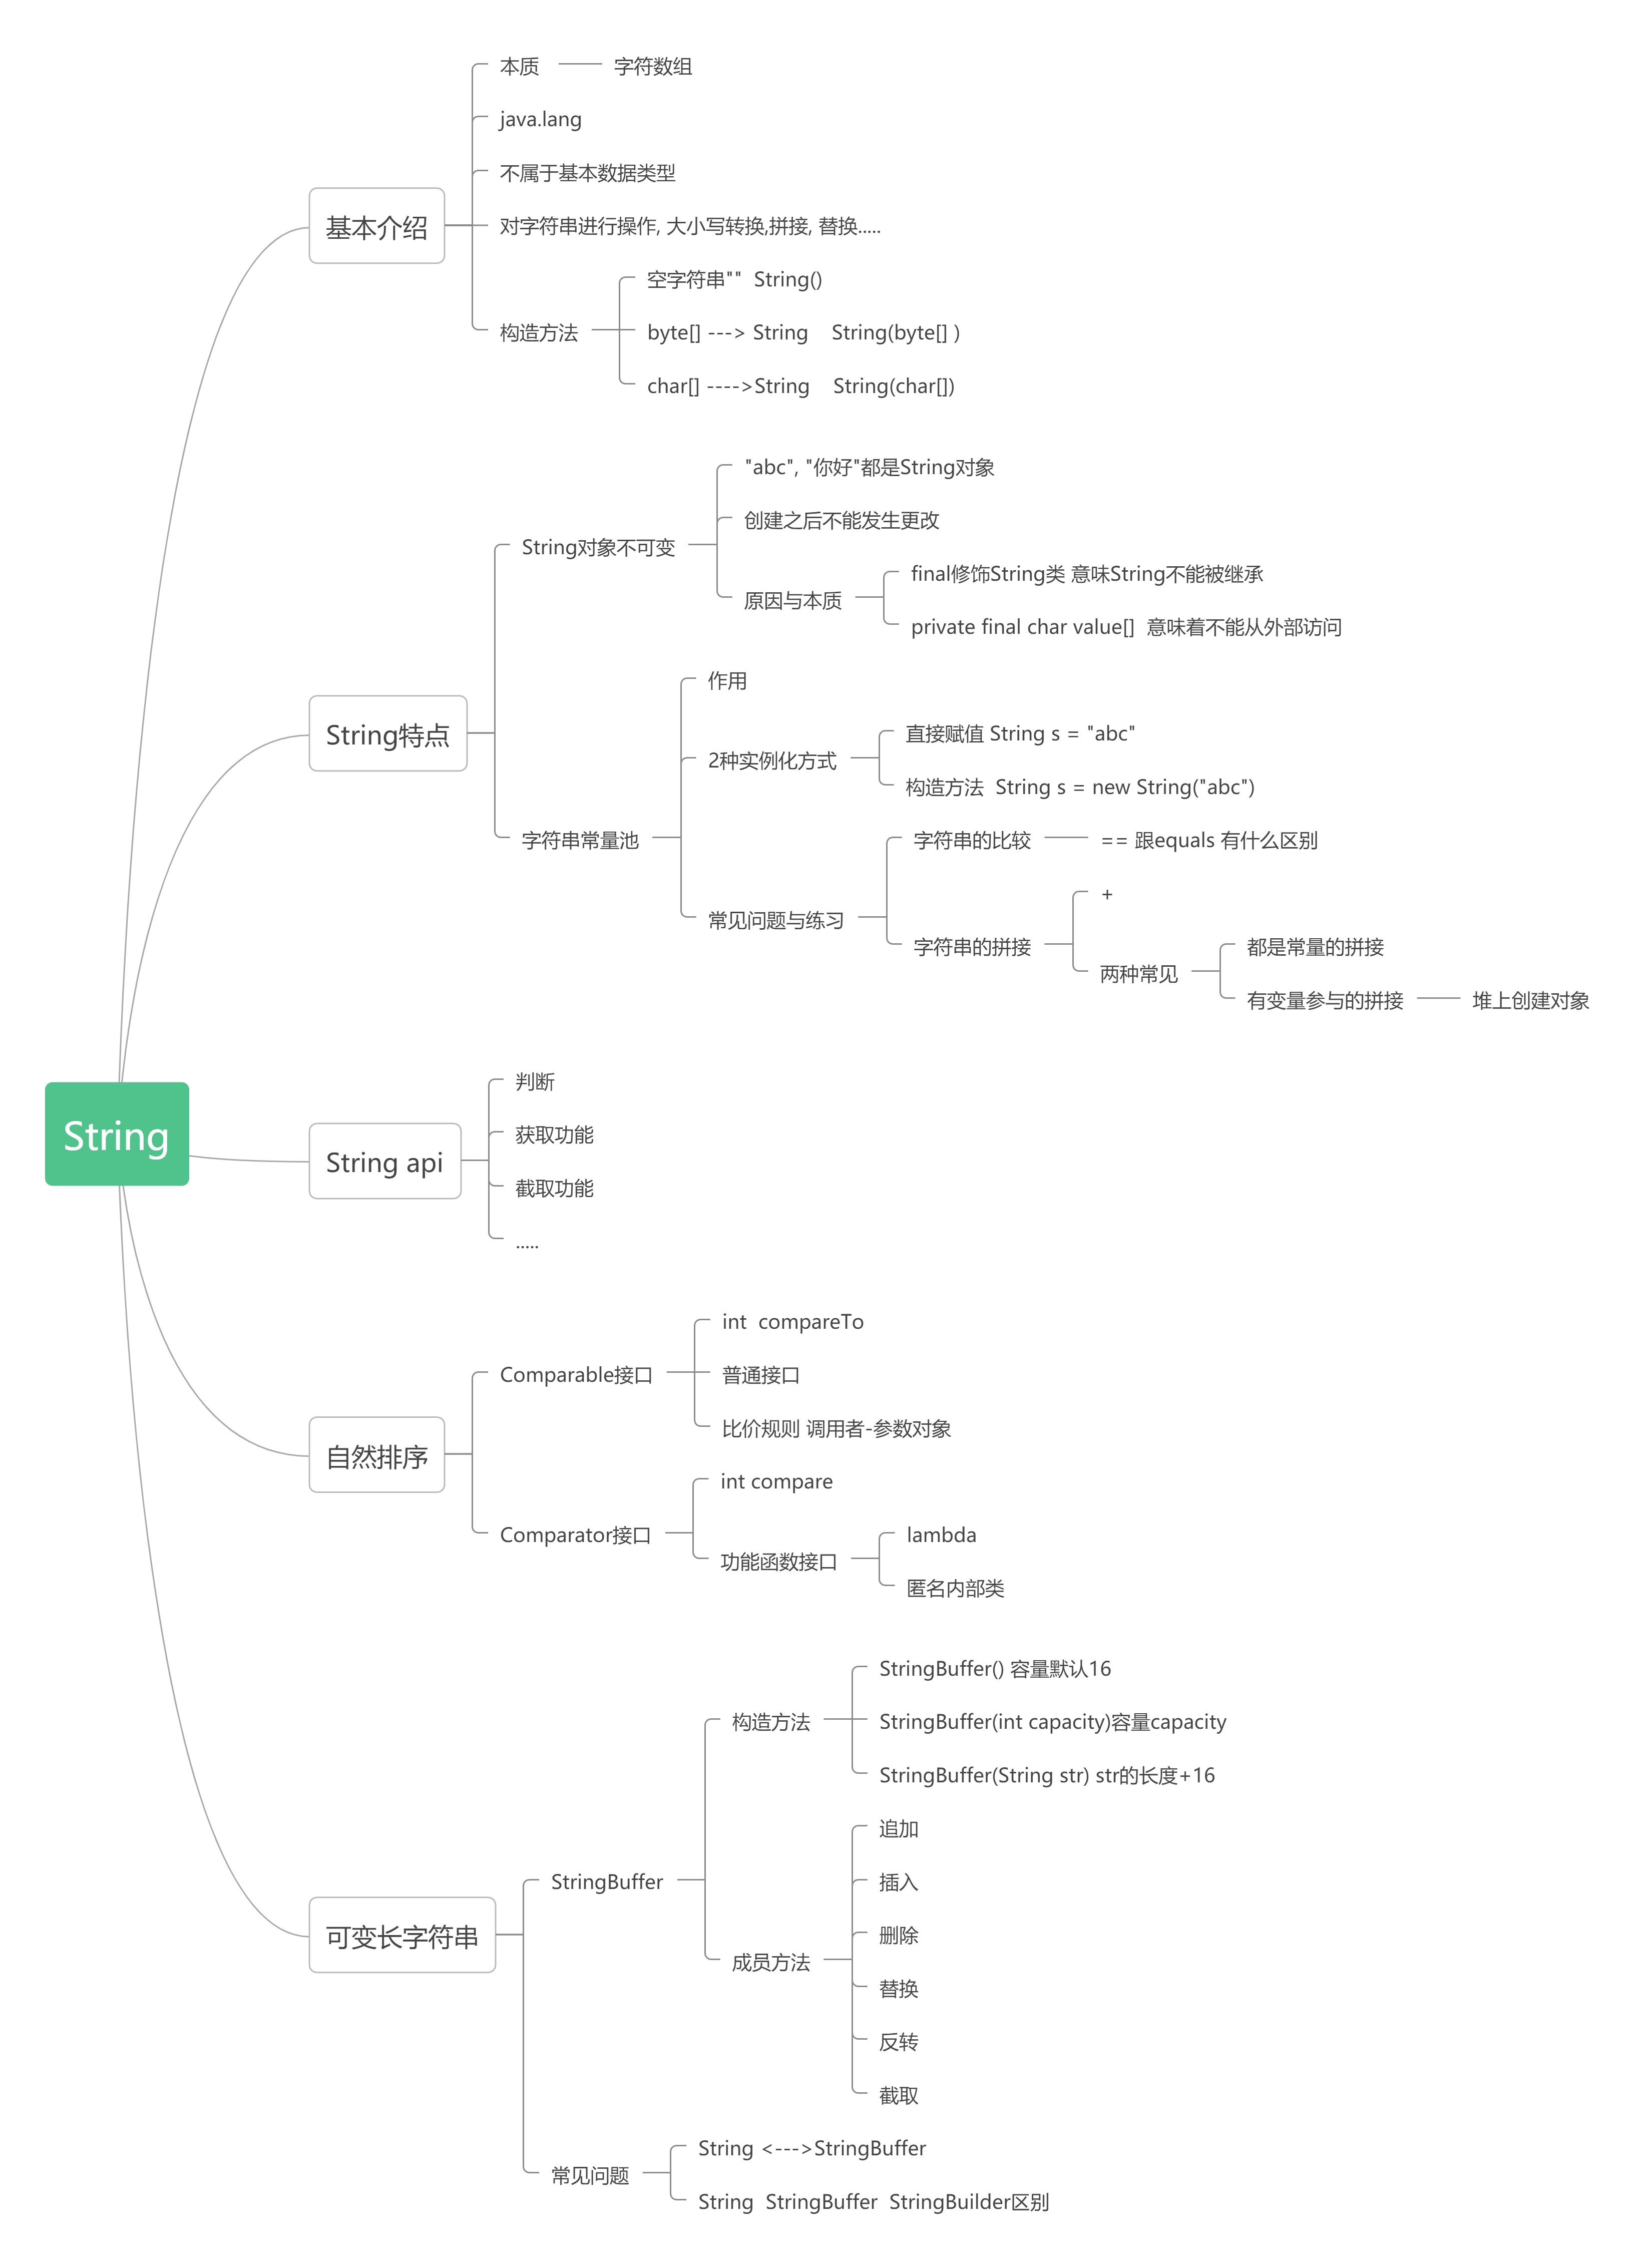 String
基本介绍
本质
字符数组
java.lang
不属于基本数据类型
对字符串进行操作, 大小写转换,拼接, 替换.....
构造方法
空字符串""  String()
byte[] ---> String    String(byte[] )
char[] ---->String    String(char[])
String特点
String对象不可变
"abc", "你好"都是String对象
创建之后不能发生更改
原因与本质
final修饰String类 意味String不能被继承
private final char value[]  意味着不能从外部访问
字符串常量池
作用
2种实例化方式
直接赋值 String s = "abc"
构造方法  String s = new String("abc")
常见问题与练习
字符串的比较
== 跟equals 有什么区别
字符串的拼接
+
两种常见
都是常量的拼接
有变量参与的拼接
堆上创建对象
String api
判断
获取功能
截取功能
.....
自然排序
Comparable接口
int  compareTo
普通接口
比价规则 调用者-参数对象
Comparator接口
int compare
功能函数接口
lambda
匿名内部类
可变长字符串
StringBuffer
构造方法
StringBuffer() 容量默认16
StringBuffer(int capacity)容量capacity
StringBuffer(String str) str的长度+16
成员方法
追加
插入
删除
替换
反转
截取
常见问题
String <--->StringBuffer
String  StringBuffer  StringBuilder区别